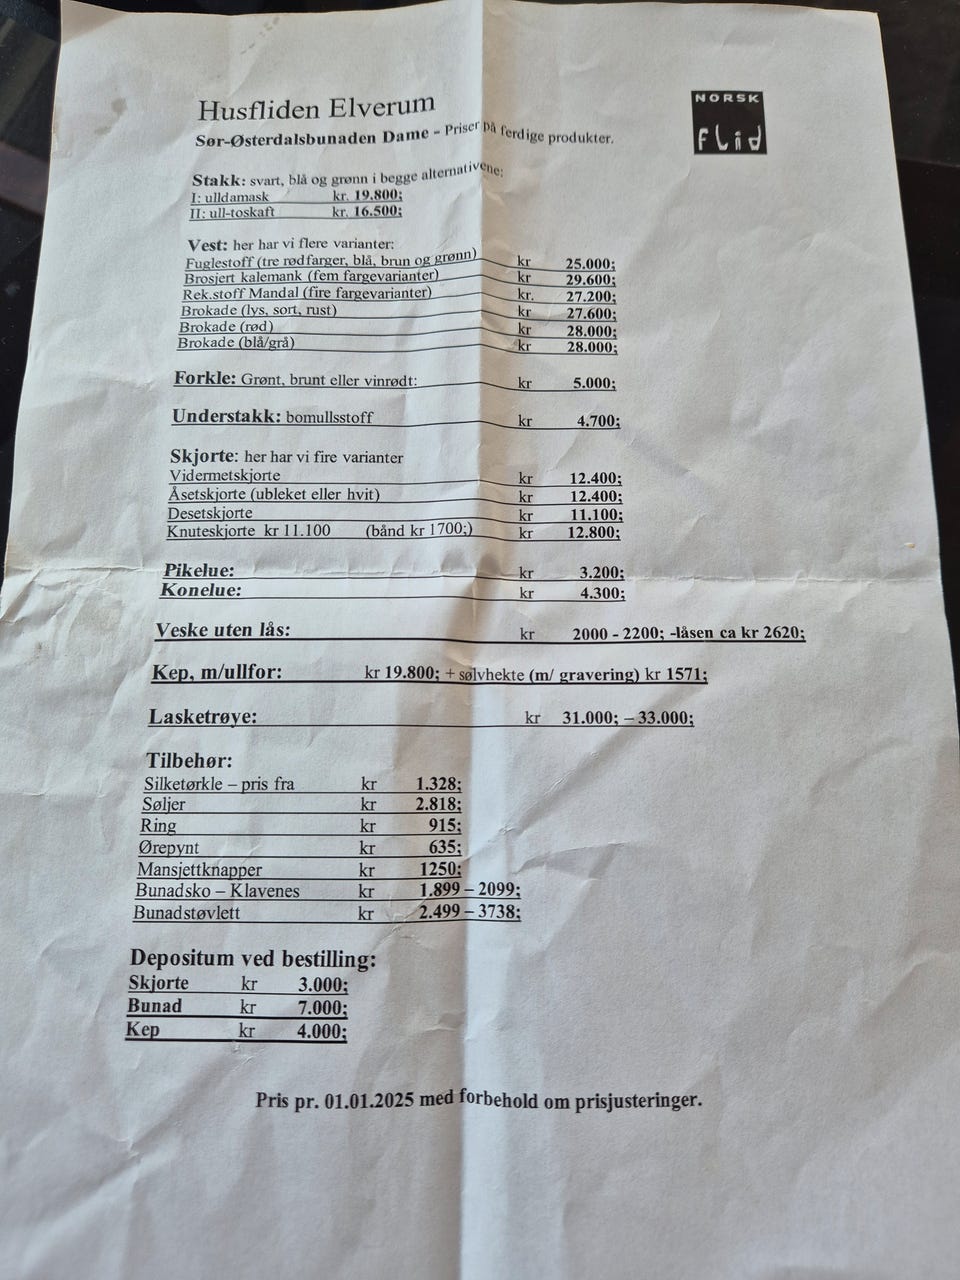 Husfliden Elverum
NORSK
FLiD
Sør-Østerdalsbunaden Dame - Priser på ferdige produkter.
Stakk: svart, blå og grønn i begge alternativene:
I: ulldamask kr. 19.800;
II: ull-toskaft kr. 16.500;
Vest: her har vi flere varianter:
Fuglestoff (tre rødfarger, blå, brun og grønn) kr 25.000;
Brosjert kalemank (fem fargevarianter) kr 29.600;
Rek.stoff Mandal (fire fargevarianter) kr. 27.200;
Brokade (lys, sort, rust) kr 27.600;
Brokade (rød) kr 28.000;
Brokade (blå/grå) kr 28.000;
Forkle: Grønt, brunt eller vinrødt: kr 5.000;
Understakk: bomullsstoff kr 4.700;
Skjorte: her har vi fire varianter
Vidermetskjorte kr 12.400;
Åsetskjorte (ubleket eller hvit) kr 12.400;
Desetskjorte kr 11.100;
Knuteskjorte kr 11.100 (bånd kr 1700;) kr 12.800;
Pikelue: kr 3.200;
Konelue: kr 4.300;
Veske uten lås: kr 2000 - 2200; -låsen ca kr 2620;
Kep, m/ullfor: kr 19.800; + sølvhekte (m/ gravering) kr 1571;
Lasketrøye: kr 31.000; – 33.000;
Tilbehør:
Silketørkle – pris fra kr 1.328;
Søljer kr 2.818;
Ring kr 915;
Ørepynt kr 635;
Mansjettknapper kr 1250;
Bunadsko – Klavenes kr 1.899 – 2099;
Bunadstøvlett kr 2.499 – 3738;
Depositum ved bestilling:
Skjorte kr 3.000;
Bunad kr 7.000;
Kep kr 4.000;
Pris pr. 01.01.2025 med forbehold om prisjusteringer.